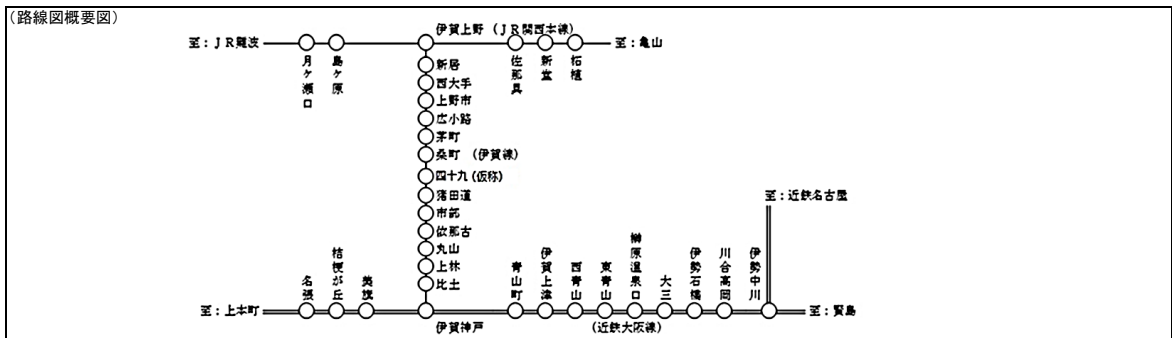 (路線図概要図)
伊賀上野 (JR関西本線)
至:JR難波
至:亀山
月ヶ瀬口
島ヶ原
佐那具
新堂
柘植
新居
西大手
上野市
広小路
茅町
桑町 (伊賀線)
四十九(仮称)
猪田道
市部
依那古
丸山
上林
比土
至:近鉄名古屋
名張
桔梗が丘
美旗
青山町
伊賀上津
西青山
東青山
榊原温泉口
大三
伊勢石橋
川合高岡
伊勢中川
至:上本町
至:賢島
伊賀神戸
(近鉄大阪線)